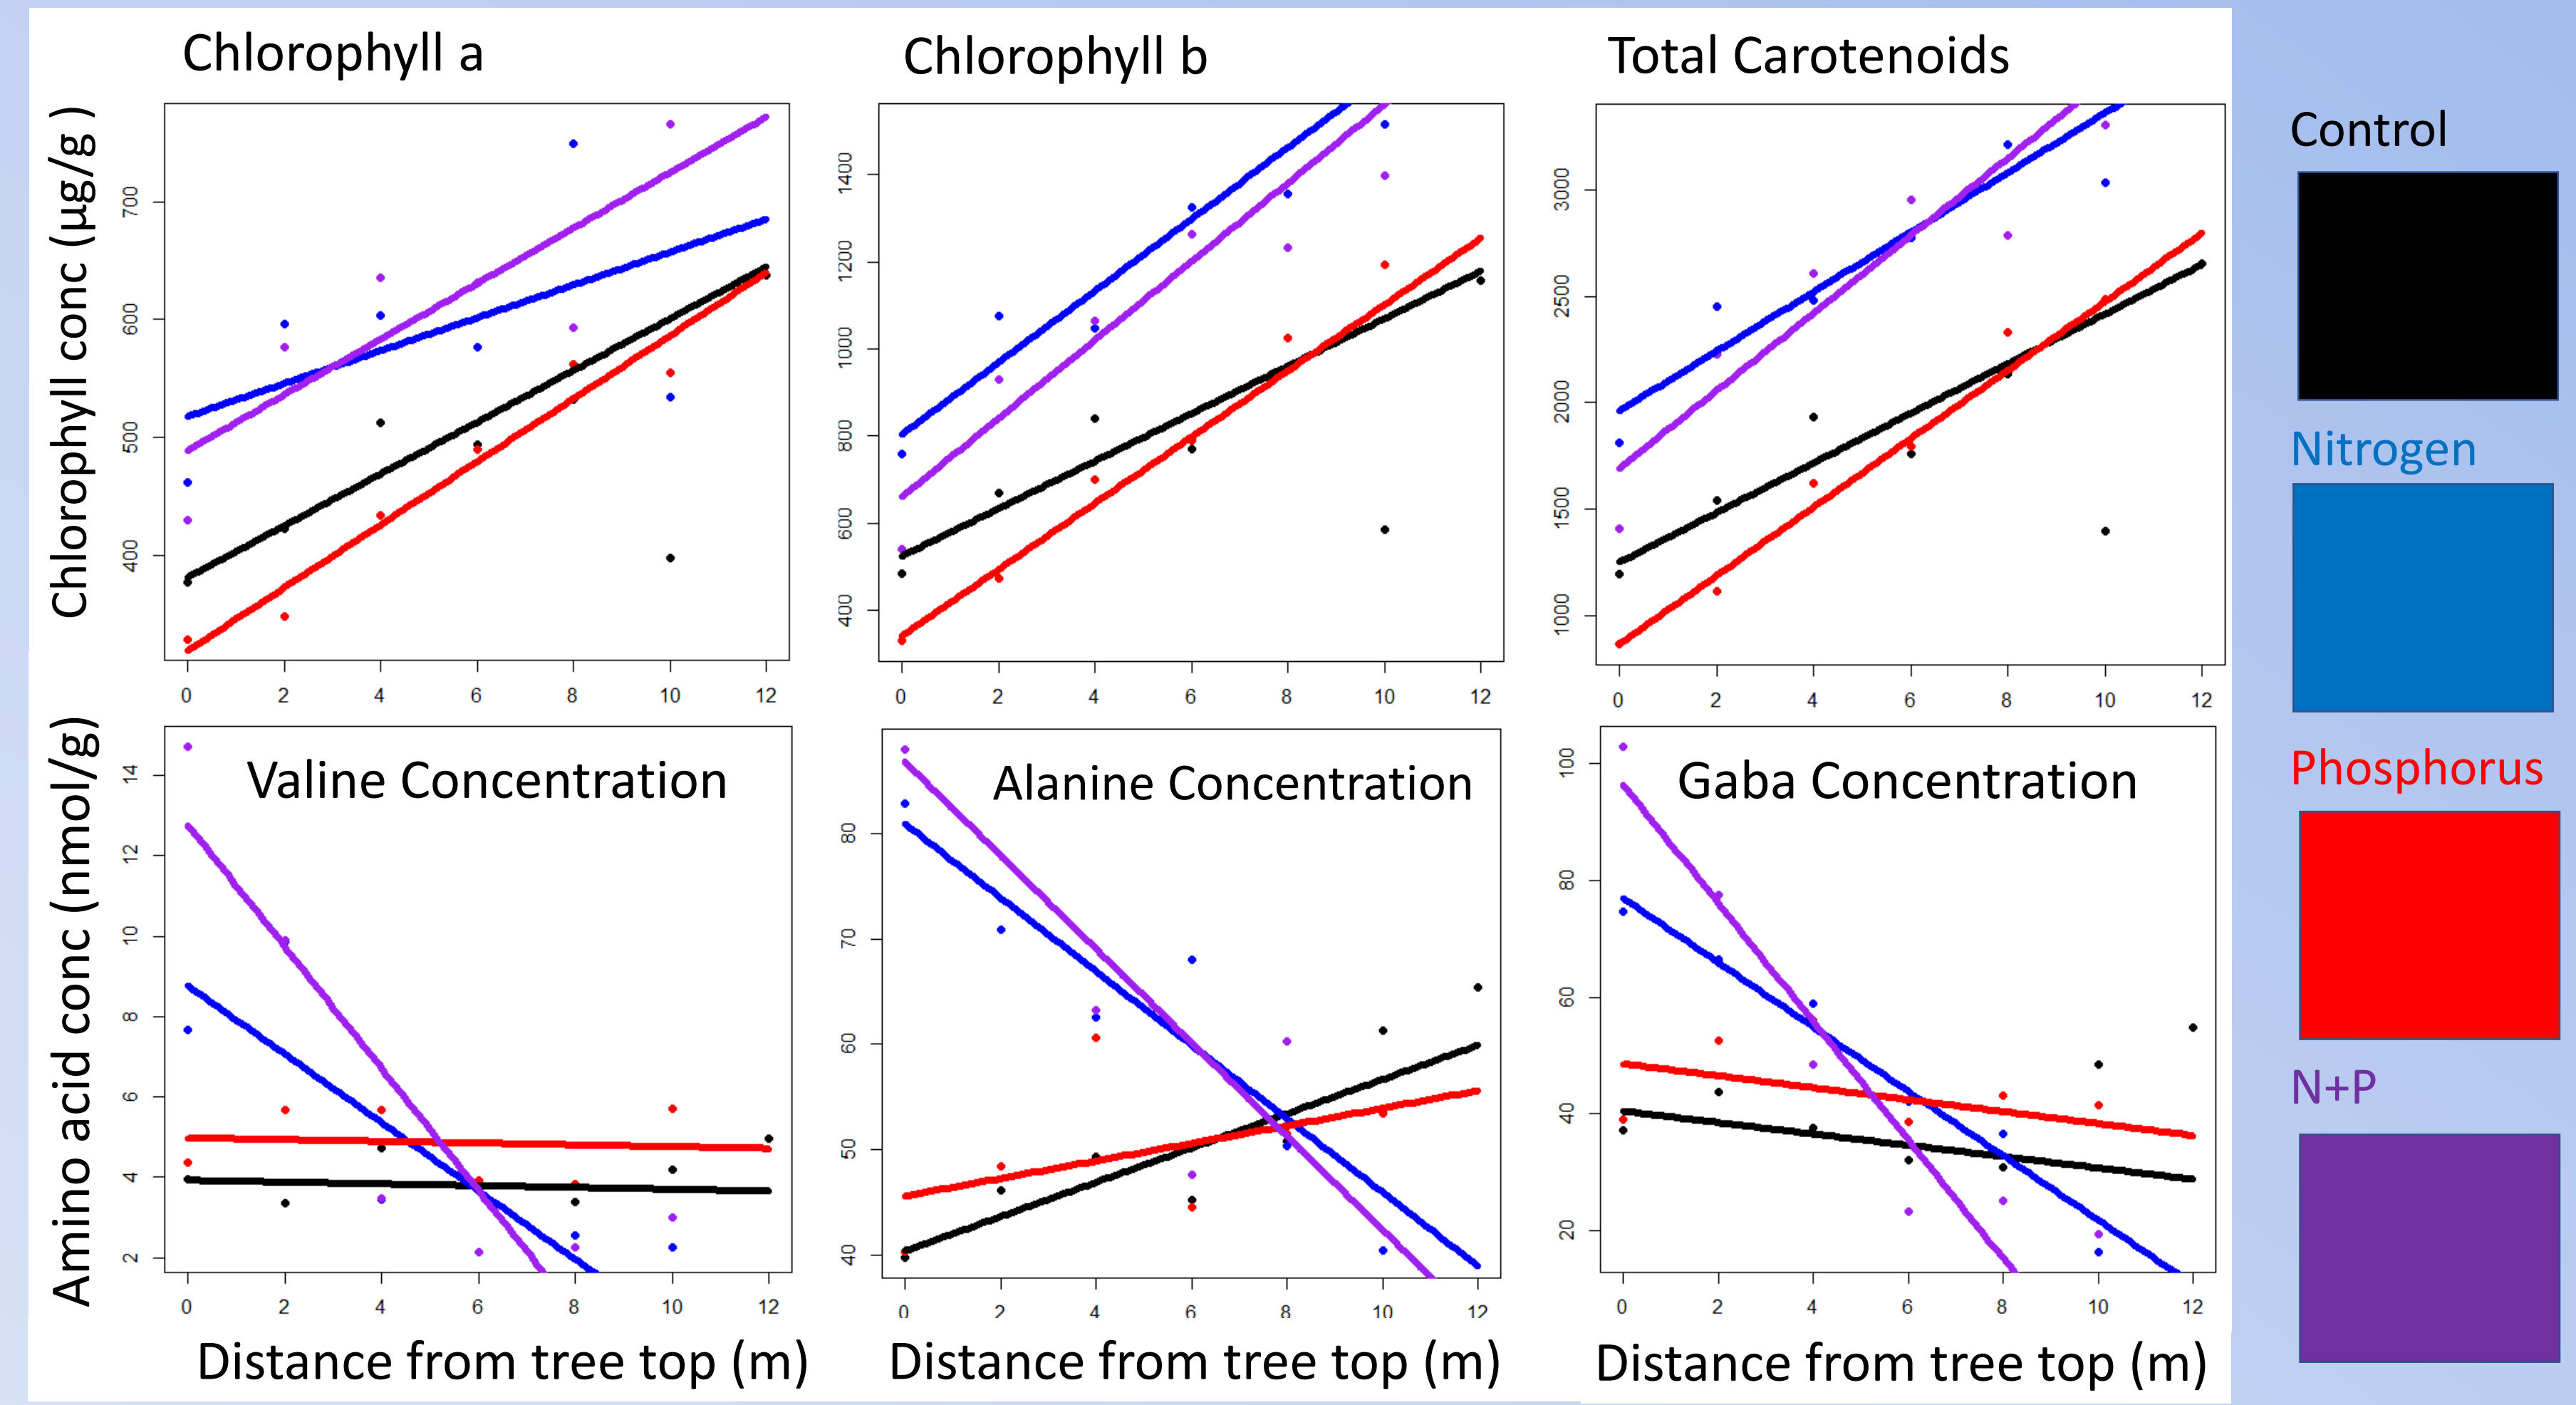 Chlorophyll a
Chlorophyll b
Total Carotenoids
Chlorophyll conc (µg/g )
400 500 600 700
0 2 4 6 8 10 12
400 600 800 1000 1200 1400
0 2 4 6 8 10 12
1000 1500 2000 2500 3000
0 2 4 6 8 10 12
Valine Concentration
Alanine Concentration
Gaba Concentration
Amino acid conc (nmol/g)
2 4 6 8 10 12 14
0 2 4 6 8 10 12
40 50 60 70 80
0 2 4 6 8 10 12
20 40 60 80 100
0 2 4 6 8 10 12
Distance from tree top (m)
Distance from tree top (m)
Distance from tree top (m)
Control
Nitrogen
Phosphorus
N+P